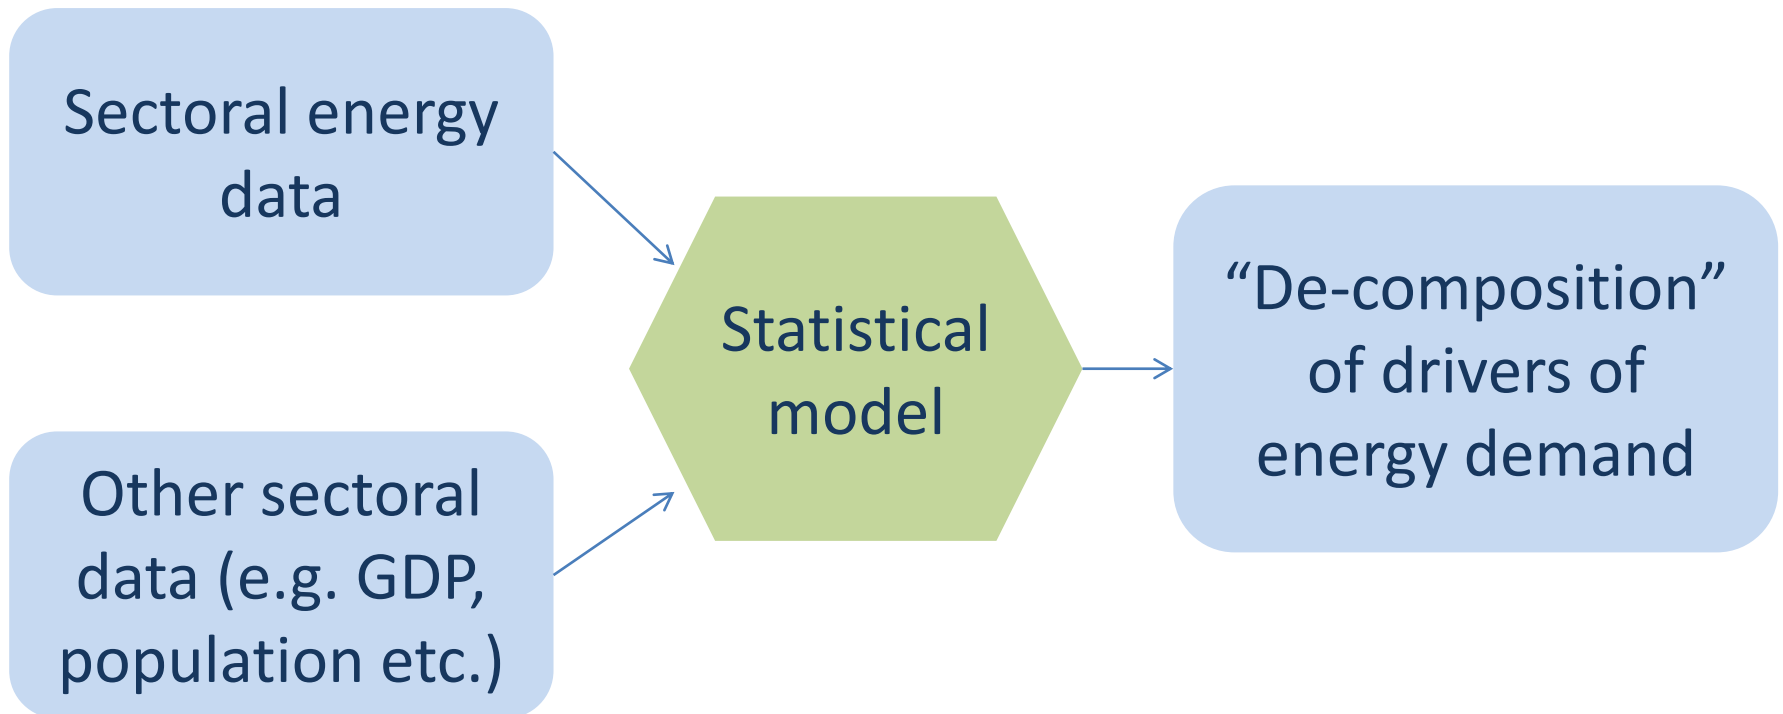 Sectoral energy
data
Other sectoral
data (e.g. GDP,
population etc.)
Statistical
model
“De-composition”
of drivers of
energy demand